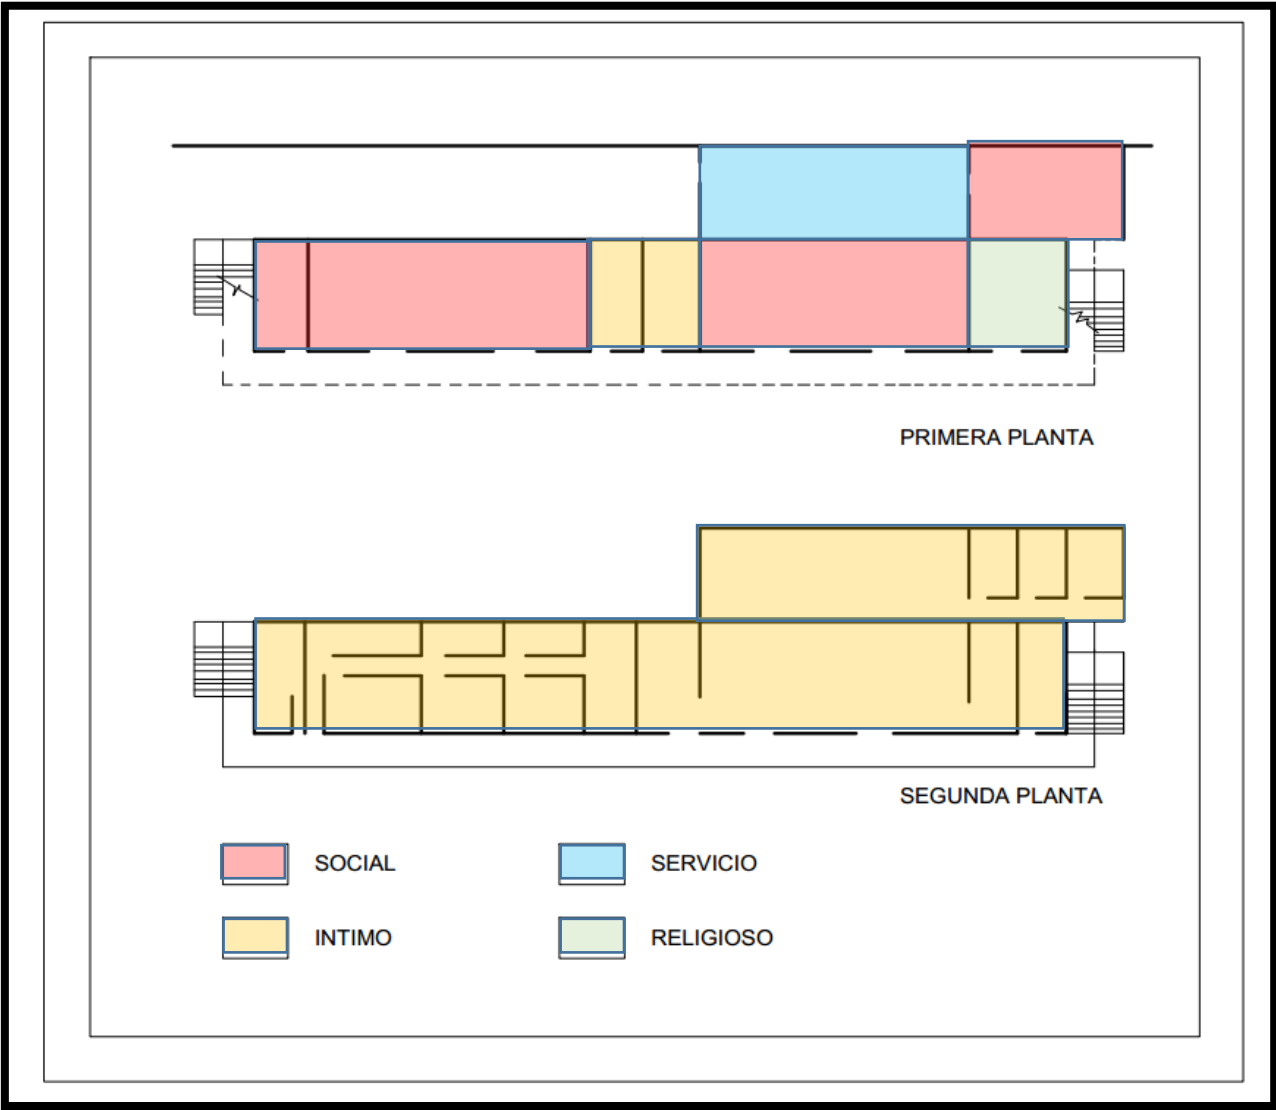 PRIMERA PLANTA
SEGUNDA PLANTA
SOCIAL
SERVICIO
INTIMO
RELIGIOSO